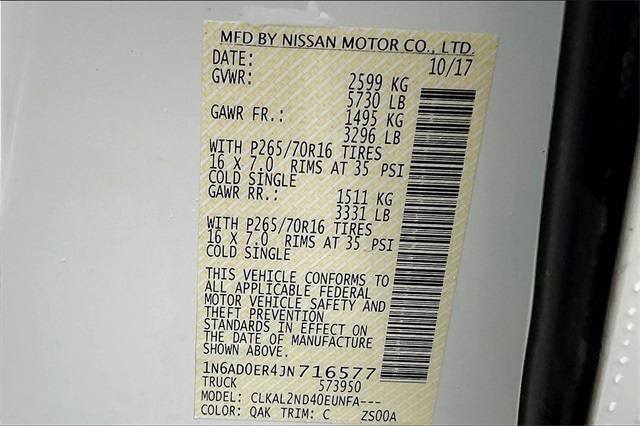 MFD BY NISSAN MOTOR CO., LTD.
DATE: 10/17
GVWR: 2599 KG
5730 LB
GAWR FR.: 1495 KG
3296 LB
WITH P265/70R16 TIRES
16 X 7.0 RIMS AT 35 PSI
COLD SINGLE
GAWR RR.: 1511 KG
3331 LB
WITH P265/70R16 TIRES
16 X 7.0 RIMS AT 35 PSI
COLD SINGLE
THIS VEHICLE CONFORMS TO
ALL APPLICABLE FEDERAL
MOTOR VEHICLE SAFETY AND
THEFT PREVENTION
STANDARDS IN EFFECT ON
THE DATE OF MANUFACTURE
SHOWN ABOVE.
1N6AD0ER4JN716577
TRUCK 573950
MODEL: CLKAL2ND40EUNFA---
COLOR: QAK TRIM: C ZS00A